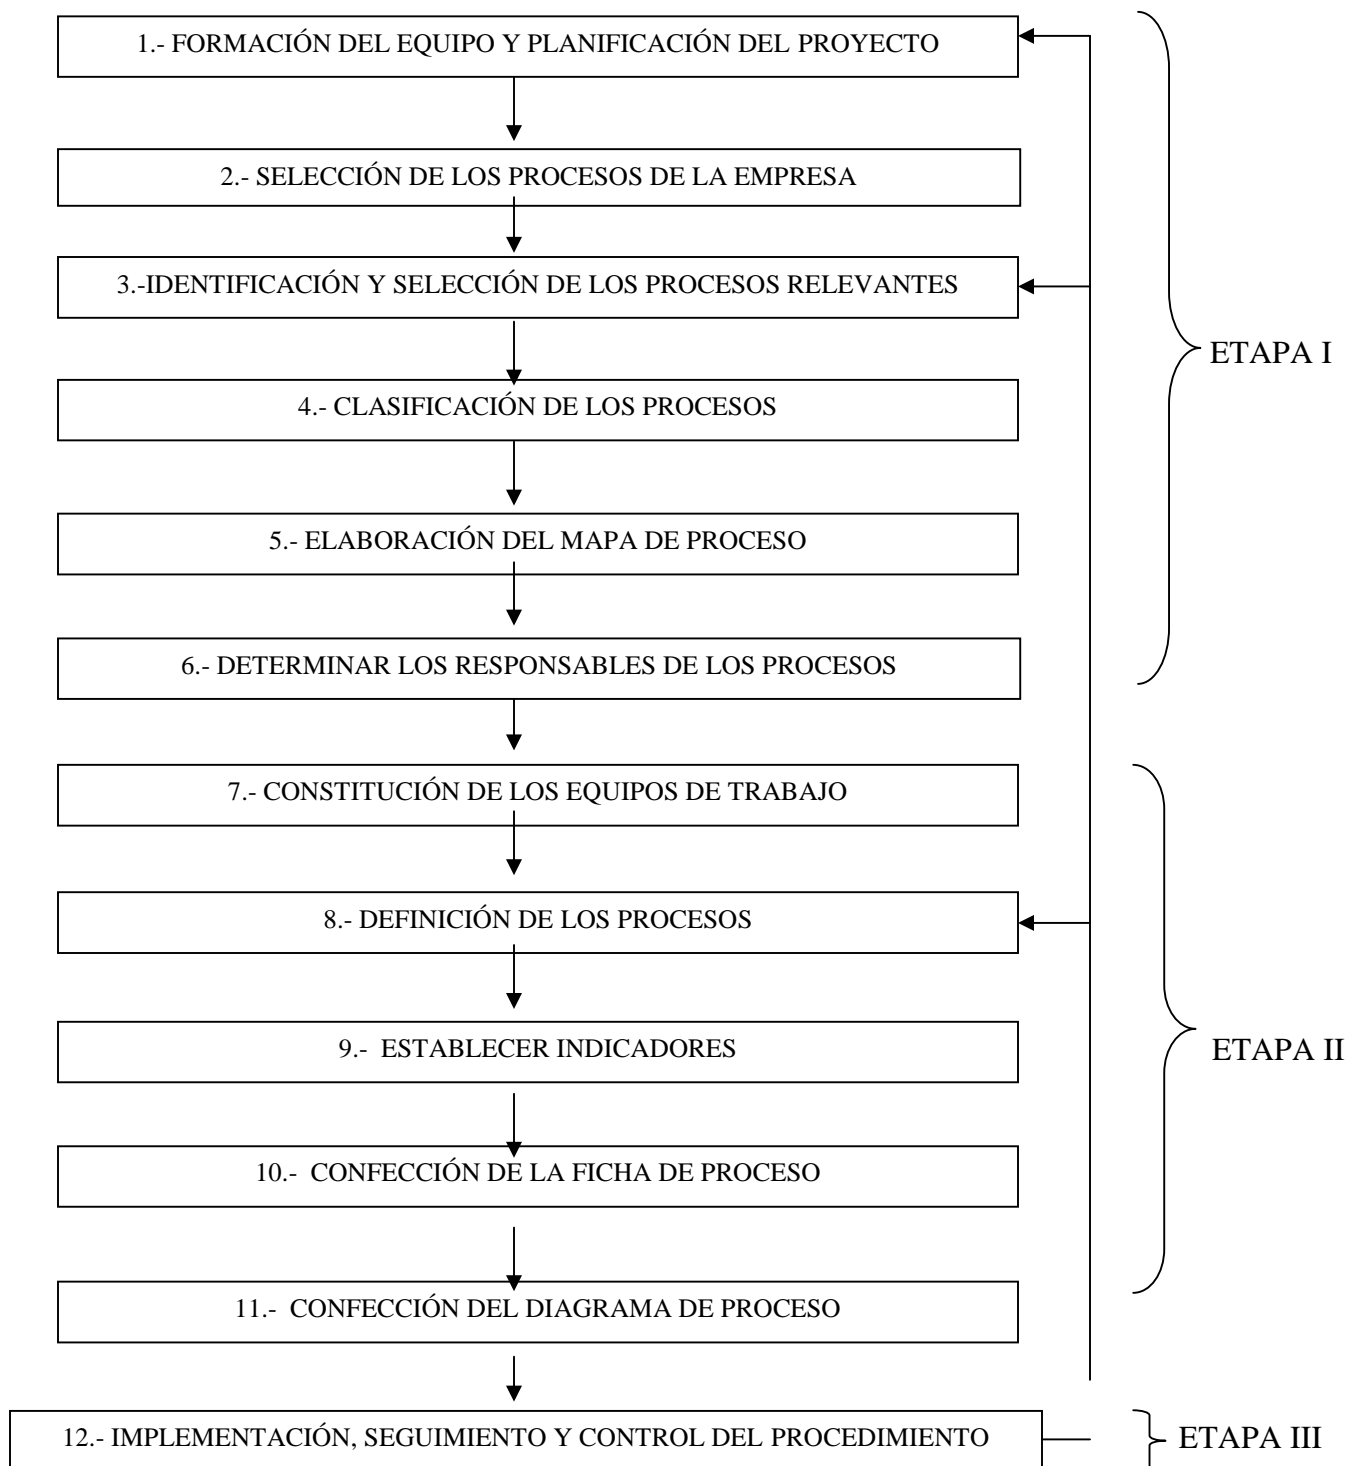 1.- FORMACIÓN DEL EQUIPO Y PLANIFICACIÓN DEL PROYECTO
2.- SELECCIÓN DE LOS PROCESOS DE LA EMPRESA
3.-IDENTIFICACIÓN Y SELECCIÓN DE LOS PROCESOS RELEVANTES
ETAPA I
4.- CLASIFICACIÓN DE LOS PROCESOS
5.- ELABORACIÓN DEL MAPA DE PROCESO
6.- DETERMINAR LOS RESPONSABLES DE LOS PROCESOS
7.- CONSTITUCIÓN DE LOS EQUIPOS DE TRABAJO
8.- DEFINICIÓN DE LOS PROCESOS
9.- ESTABLECER INDICADORES
ETAPA II
10.- CONFECCIÓN DE LA FICHA DE PROCESO
11.- CONFECCIÓN DEL DIAGRAMA DE PROCESO
12.- IMPLEMENTACIÓN, SEGUIMIENTO Y CONTROL DEL PROCEDIMIENTO
ETAPA III